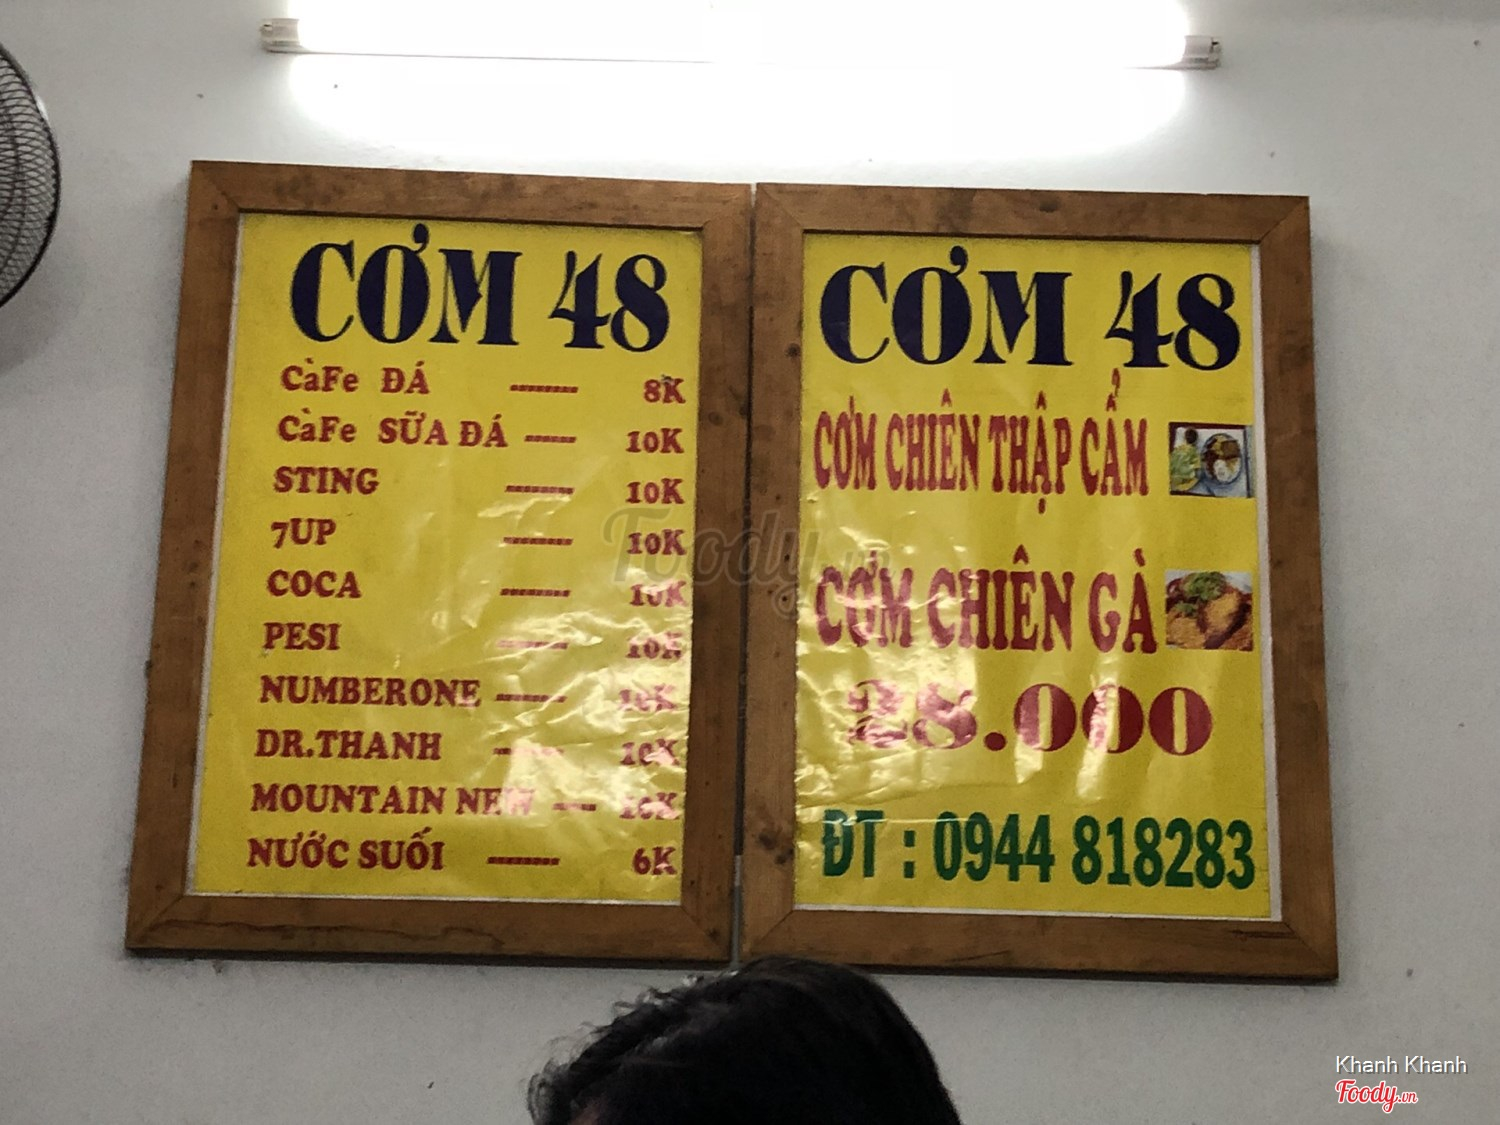 CƠM 48
CàFe ĐÁ ------- 8K
CàFe SỮA ĐÁ ----- 10K
STING ------- 10K
7UP ------- 10K
COCA ------- 10K
PESI ------- 10K
NUMBERONE ------- 10K
DR.THANH ------- 10K
MOUNTAIN NEW ---- 10K
NƯỚC SUỐI ------- 6K
CƠM 48
CƠM CHIÊN THẬP CẨM
CƠM CHIÊN GÀ
28.000
ĐT : 0944 818283
Foody.vn
Khanh Khanh
Foody.vn